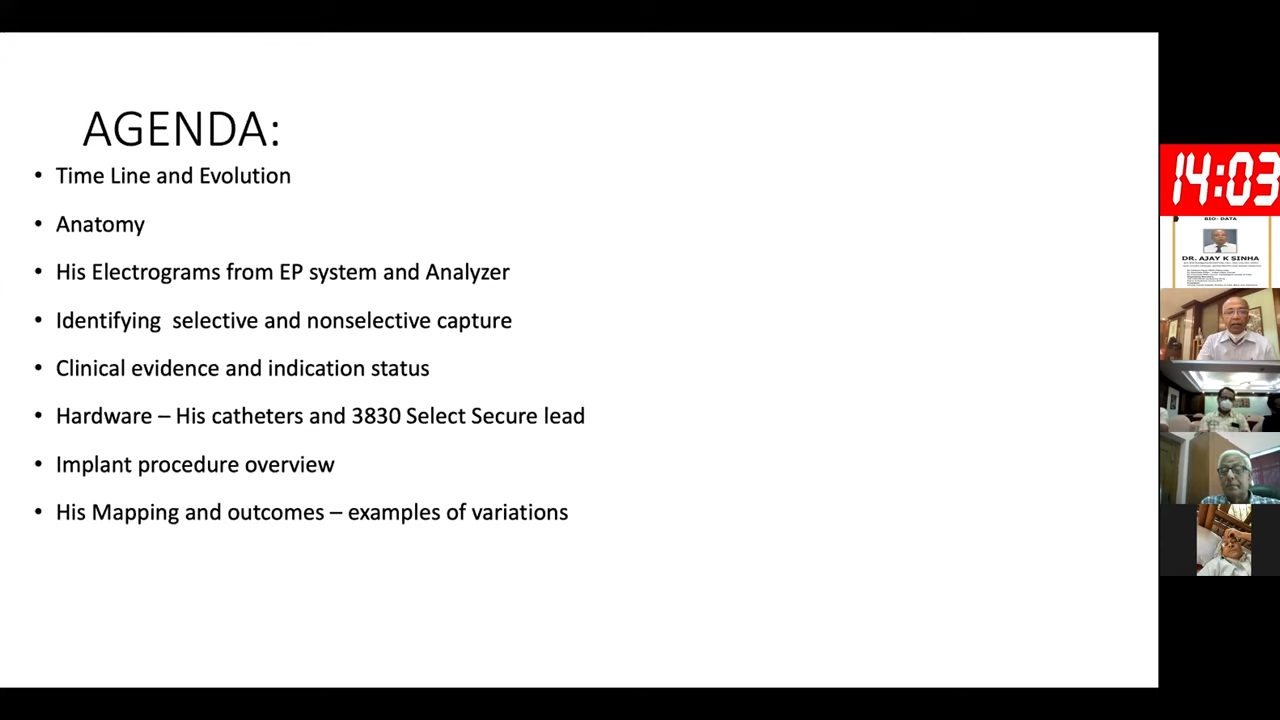 AGENDA:
• Time Line and Evolution
• Anatomy
• His Electrograms from EP system and Analyzer
• Identifying  selective and nonselective capture
• Clinical evidence and indication status
• Hardware – His catheters and 3830 Select Secure lead
• Implant procedure overview
• His Mapping and outcomes – examples of variations
14:03
BIO- DATA
DR. AJAY K SINHA